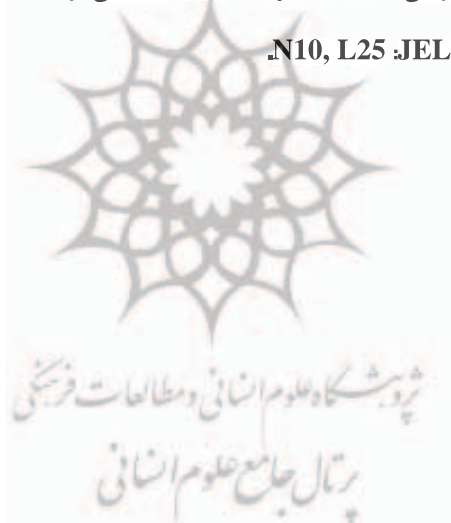 .N10, L25 :JEL
پژوهشگاه علوم انسانی و مطالعات فرهنگی
پرتال جامع علوم انسانی